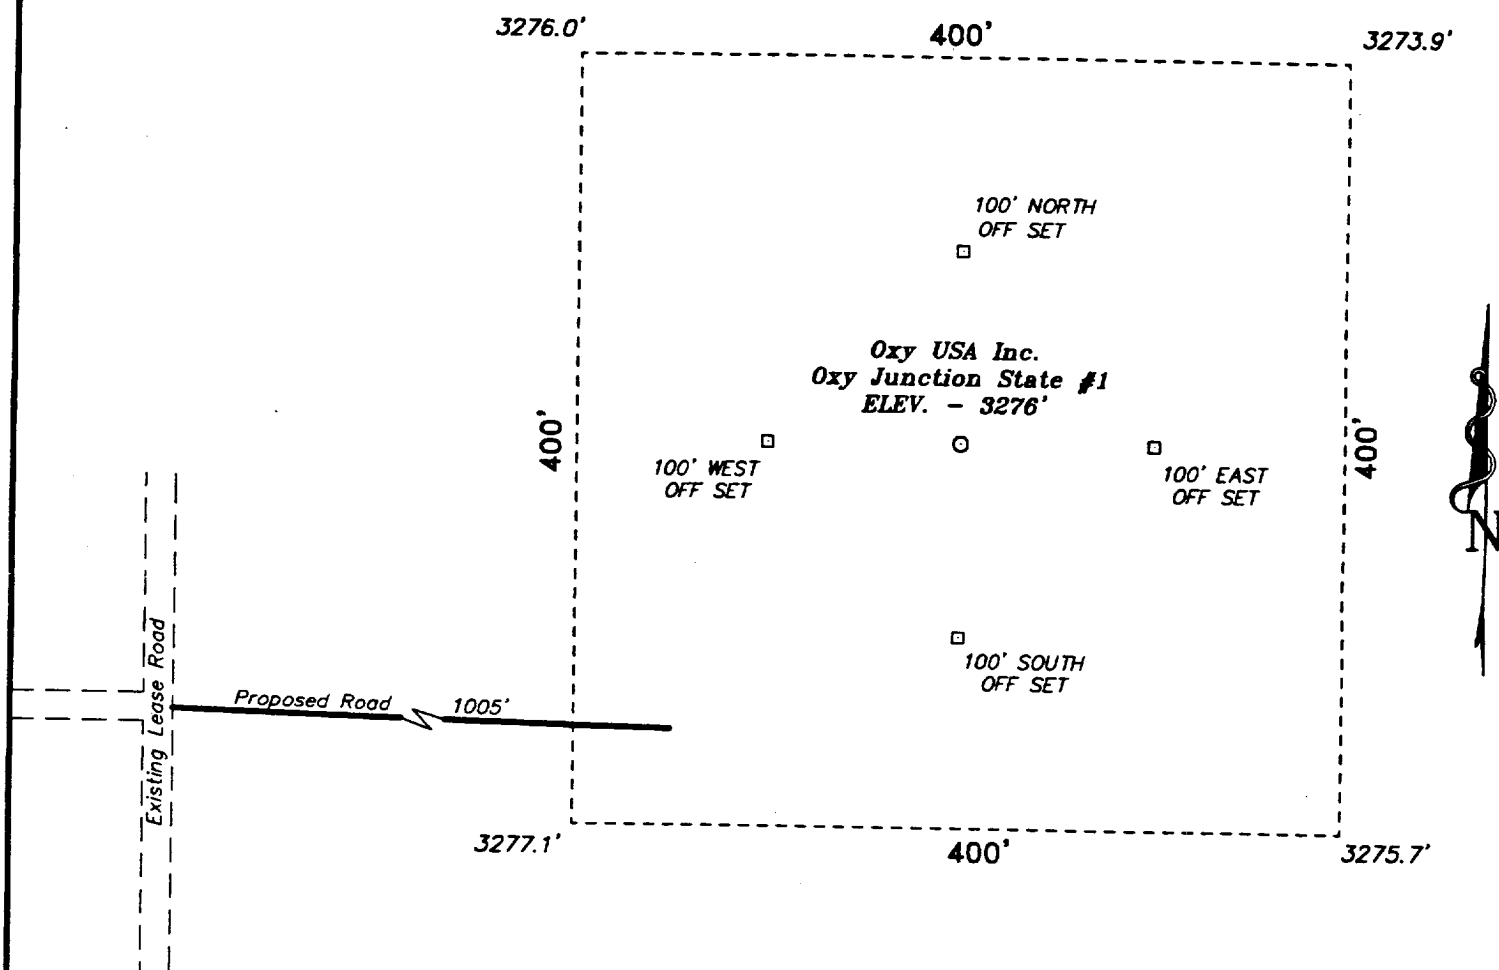 3276.0'
400'
3273.9'
100' NORTH
OFF SET
Oxy USA Inc.
Oxy Junction State #1
ELEV. - 3276'
400'
100' WEST
OFF SET
100' EAST
OFF SET
400'
N
100' SOUTH
OFF SET
Existing Lease Road
Proposed Road
1005'
3277.1'
400'
3275.7'